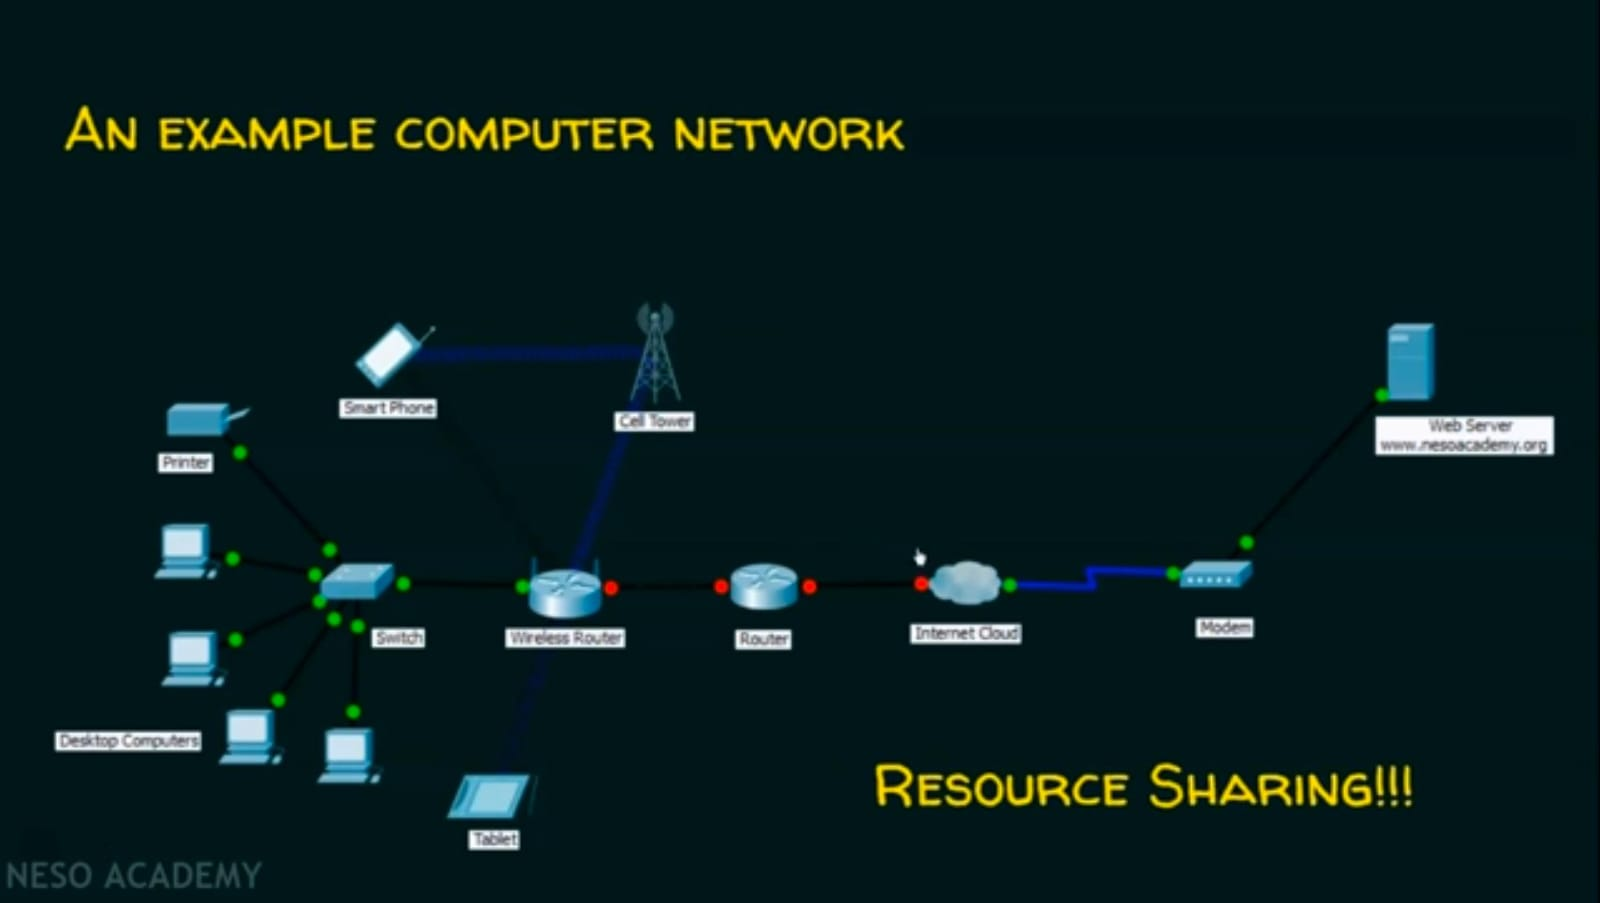 AN EXAMPLE COMPUTER NETWORK
Smart Phone
Cell Tower
Web Server
www.nesoacademy.org
Printer
Switch
Wireless Router
Router
Internet Cloud
Modem
Desktop Computers
RESOURCE SHARING!!!
Tablet
NESO ACADEMY